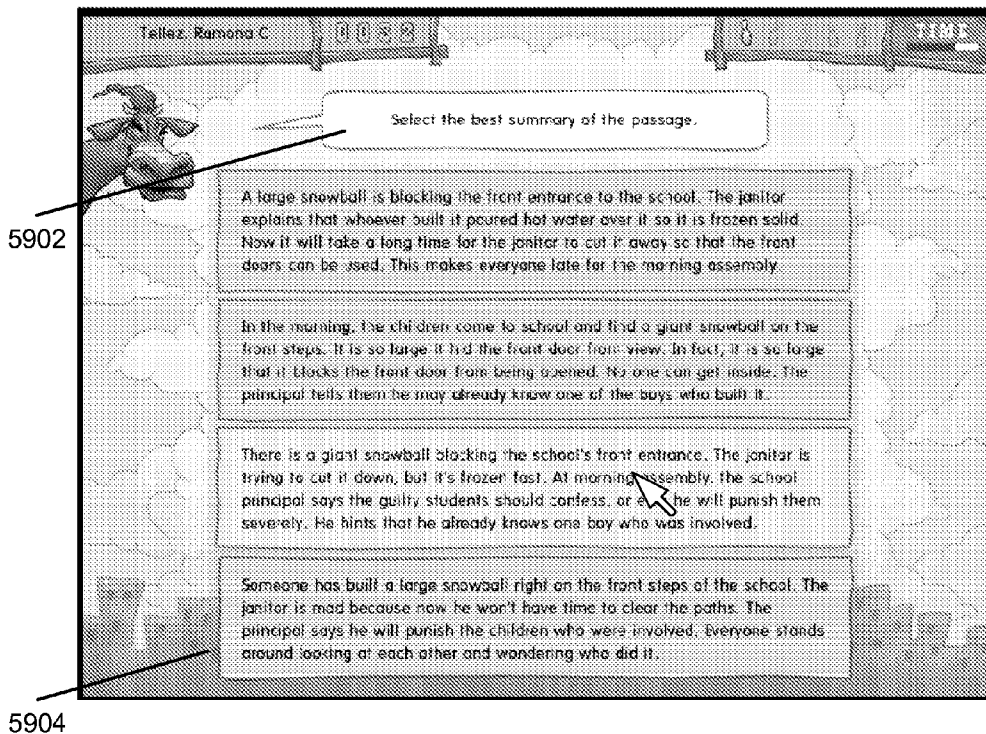 Tellez, Ramona C
0032
TIME
Select the best summary of the passage.
A large snowball is blocking the front entrance to the school. The janitor
explains that whoever built it poured hot water over it so it is frozen solid.
Now it will take a long time for the janitor to cut it away so that the front
doors can be used. This makes everyone late for the morning assembly.
In the morning, the children come to school and find a giant snowball on the
front steps. It is so large it hid the front door from view. In fact, it is so large
that it blocks the front door from being opened. No one can get inside. The
principal tells them he may already know one of the boys who built it.
There is a giant snowball blocking the school's front entrance. The janitor is
trying to cut it down, but it's frozen fast. At morning assembly, the school
principal says the guilty students should confess, or he will punish them
severely. He hints that he already knows one boy who was involved.
Someone has built a large snowball right on the front steps of the school. The
janitor is mad because now he won't have time to clear the paths. The
principal says he will punish the children who were involved. Everyone stands
around looking at each other and wondering who did it.
5902
5904